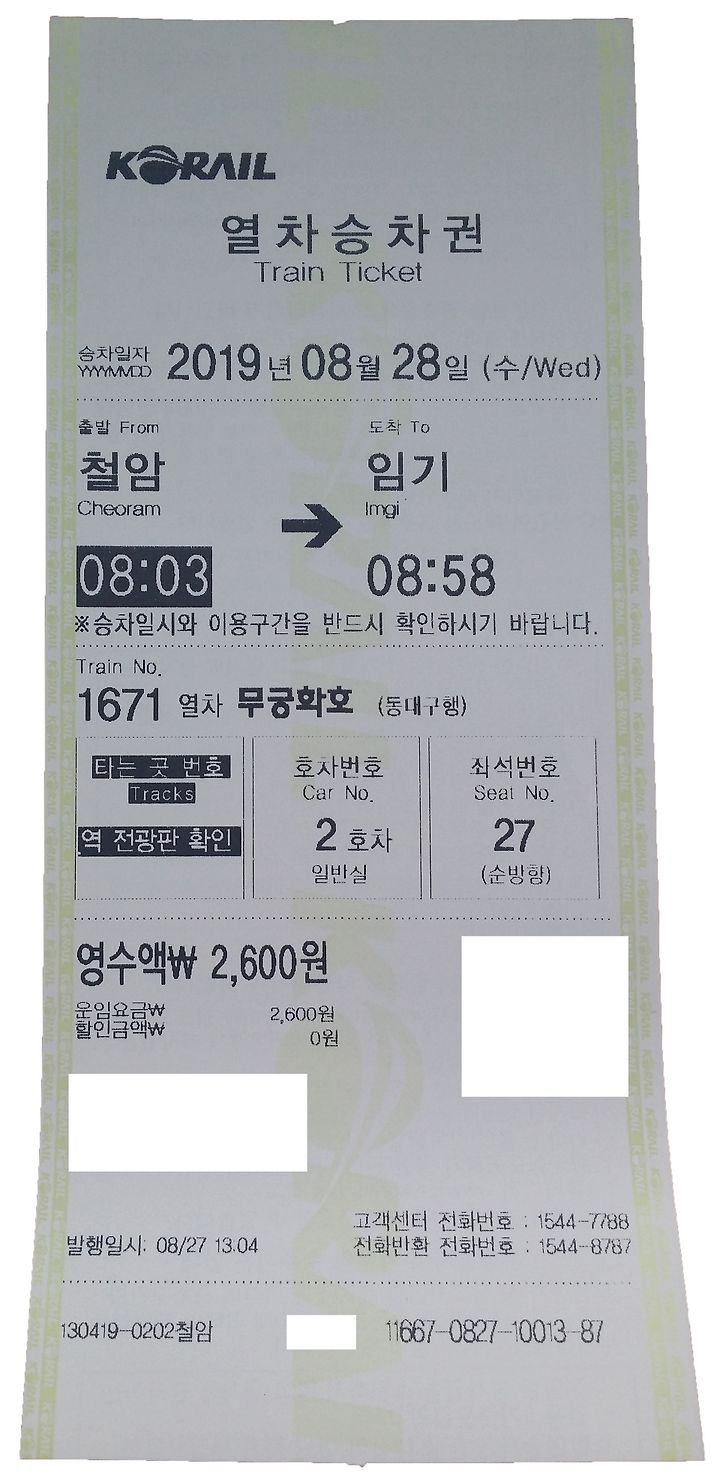 KORAIL
열차승차권
Train Ticket
승차일자
YYYYMMDD
2019년 08월 28일 (수/Wed)
출발 From
도착 To
철암
임기
Cheoram
Imgi
08:03
08:58
※승차일시와 이용구간을 반드시 확인하시기 바랍니다.
Train No.
1671 열차 무궁화호 (동대구행)
타는 곳 번호
호차번호
좌석번호
Tracks
Car No.
Seat No.
역 전광판 확인
2 호차
27
일반실
(순방향)
영수액₩ 2,600원
운임요금₩ 2,600원
할인금액₩ 0원
고객센터 전화번호 : 1544-7788
발행일시: 08/27 13:04
전화반환 전화번호 : 1544-8787
130419-0202철암
11667-0827-10013-87